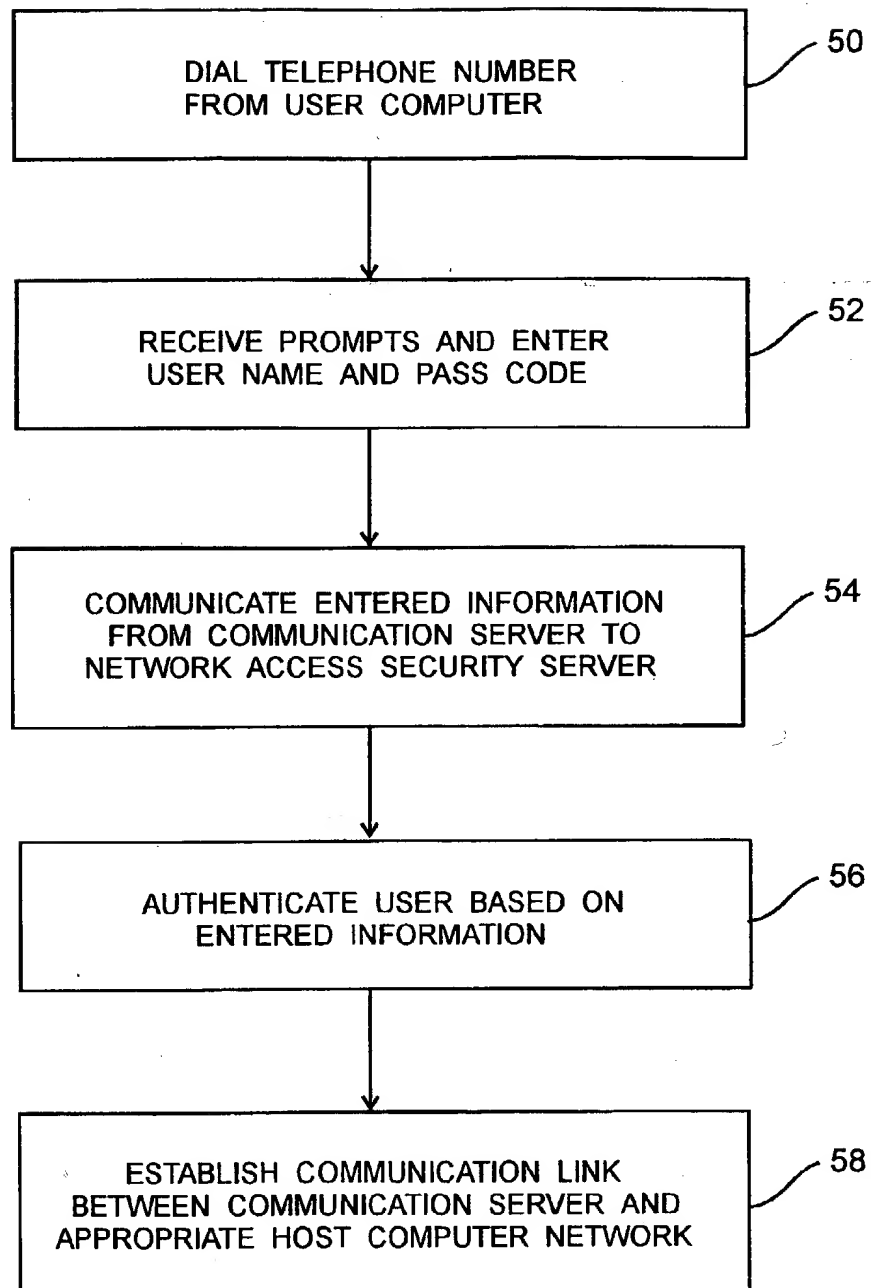 DIAL TELEPHONE NUMBER
FROM USER COMPUTER
50
RECEIVE PROMPTS AND ENTER
USER NAME AND PASS CODE
52
COMMUNICATE ENTERED INFORMATION
FROM COMMUNICATION SERVER TO
NETWORK ACCESS SECURITY SERVER
54
AUTHENTICATE USER BASED ON
ENTERED INFORMATION
56
ESTABLISH COMMUNICATION LINK
BETWEEN COMMUNICATION SERVER AND
APPROPRIATE HOST COMPUTER NETWORK
58